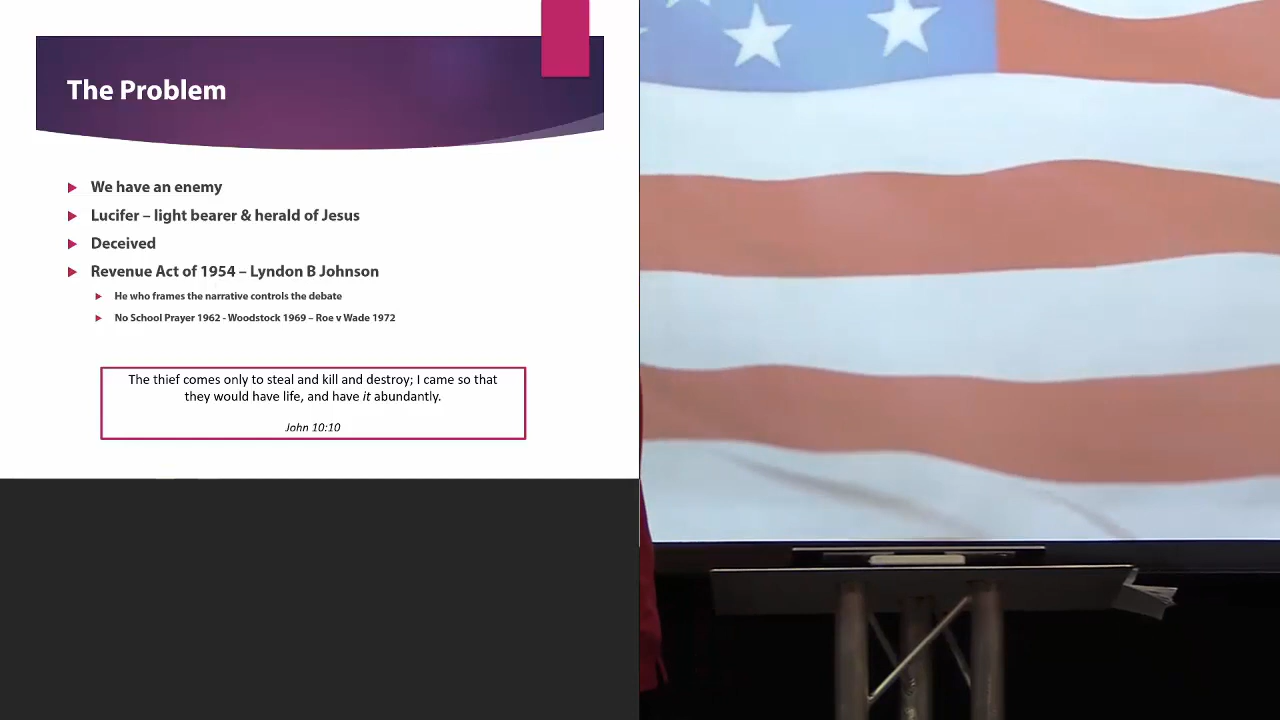 The Problem
We have an enemy
Lucifer – light bearer & herald of Jesus
Deceived
Revenue Act of 1954 – Lyndon B Johnson
He who frames the narrative controls the debate
No School Prayer 1962 - Woodstock 1969 – Roe v Wade 1972
The thief comes only to steal and kill and destroy; I came so that
they would have life, and have it abundantly.
John 10:10